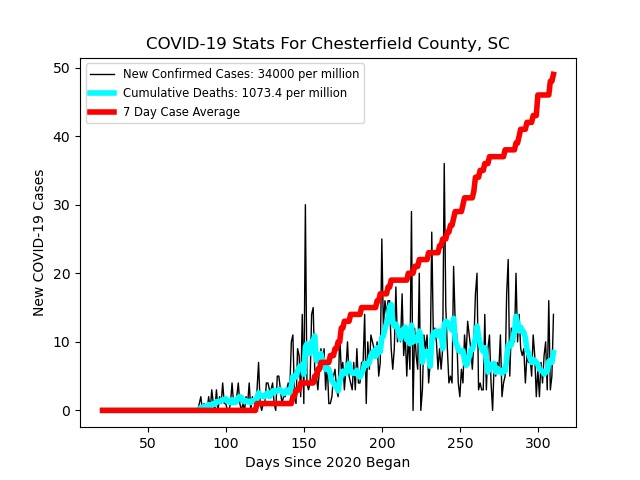 COVID-19 Stats For Chesterfield County, SC
New Confirmed Cases: 34000 per million
Cumulative Deaths: 1073.4 per million
7 Day Case Average
50
40
30
20
10
0
New COVID-19 Cases
50 100 150 200 250 300
Days Since 2020 Began